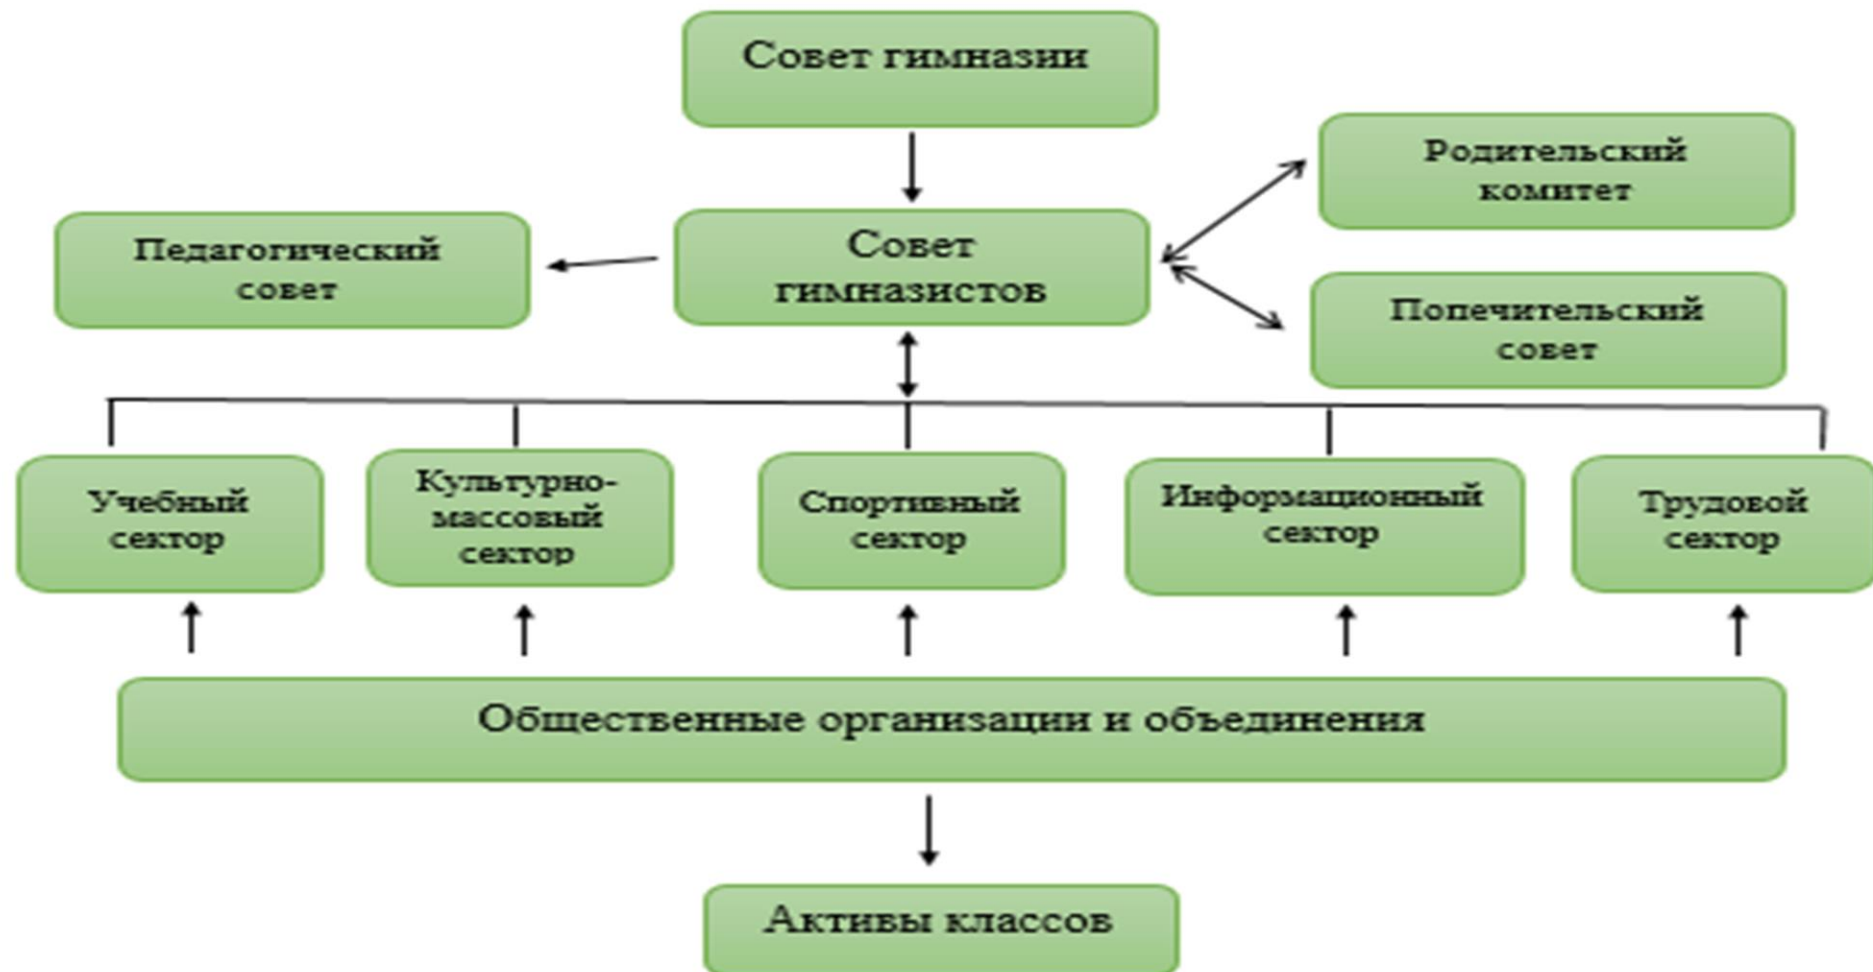 Совет гимназии
Родительский
комитет
Педагогический
совет
Совет
гимназистов
Попечительский
совет
Учебный
сектор
Культурно-
массовый
сектор
Спортивный
сектор
Информационный
сектор
Трудовой
сектор
Общественные организации и объединения
Активы классов